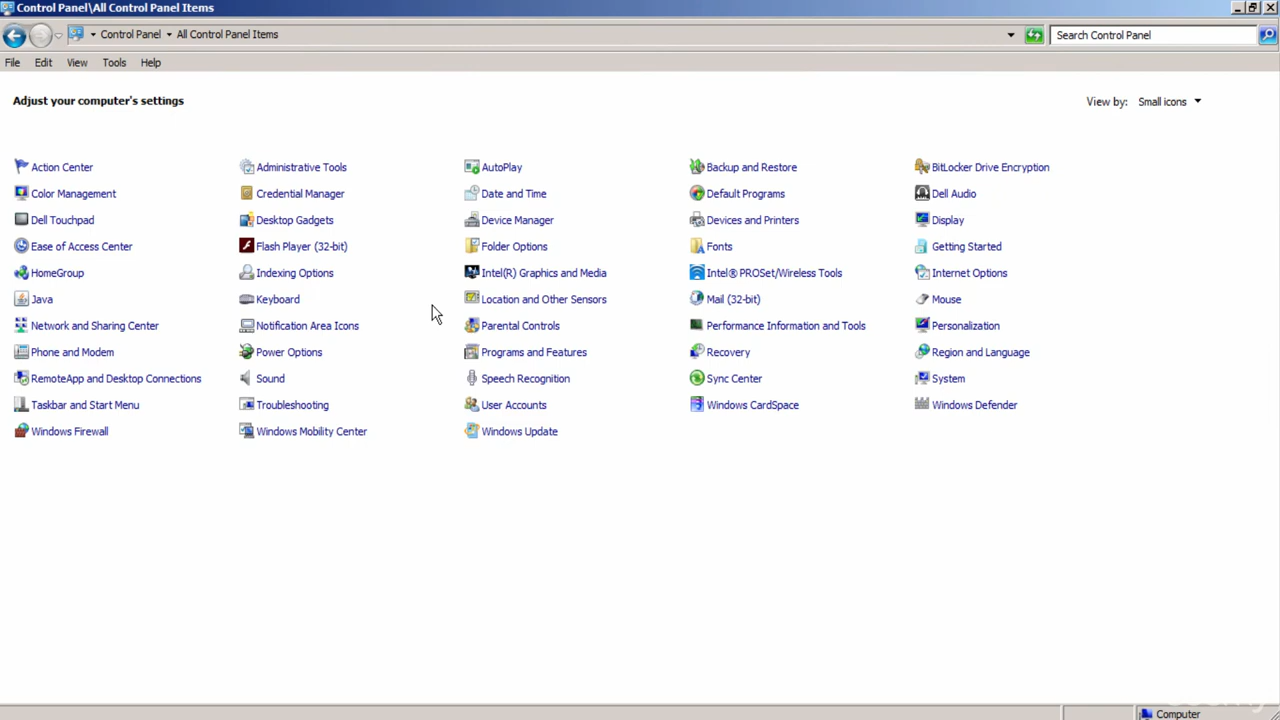 Control Panel\All Control Panel Items
Control Panel All Control Panel Items Search Control Panel
File Edit View Tools Help
Adjust your computer's settings View by: Small icons
Action Center Administrative Tools AutoPlay Backup and Restore BitLocker Drive Encryption
Color Management Credential Manager Date and Time Default Programs Dell Audio
Dell Touchpad Desktop Gadgets Device Manager Devices and Printers Display
Ease of Access Center Flash Player (32-bit) Folder Options Fonts Getting Started
HomeGroup Indexing Options Intel(R) Graphics and Media Intel® PROSet/Wireless Tools Internet Options
Java Keyboard Location and Other Sensors Mail (32-bit) Mouse
Network and Sharing Center Notification Area Icons Parental Controls Performance Information and Tools Personalization
Phone and Modem Power Options Programs and Features Recovery Region and Language
RemoteApp and Desktop Connections Sound Speech Recognition Sync Center System
Taskbar and Start Menu Troubleshooting User Accounts Windows CardSpace Windows Defender
Windows Firewall Windows Mobility Center Windows Update
Computer